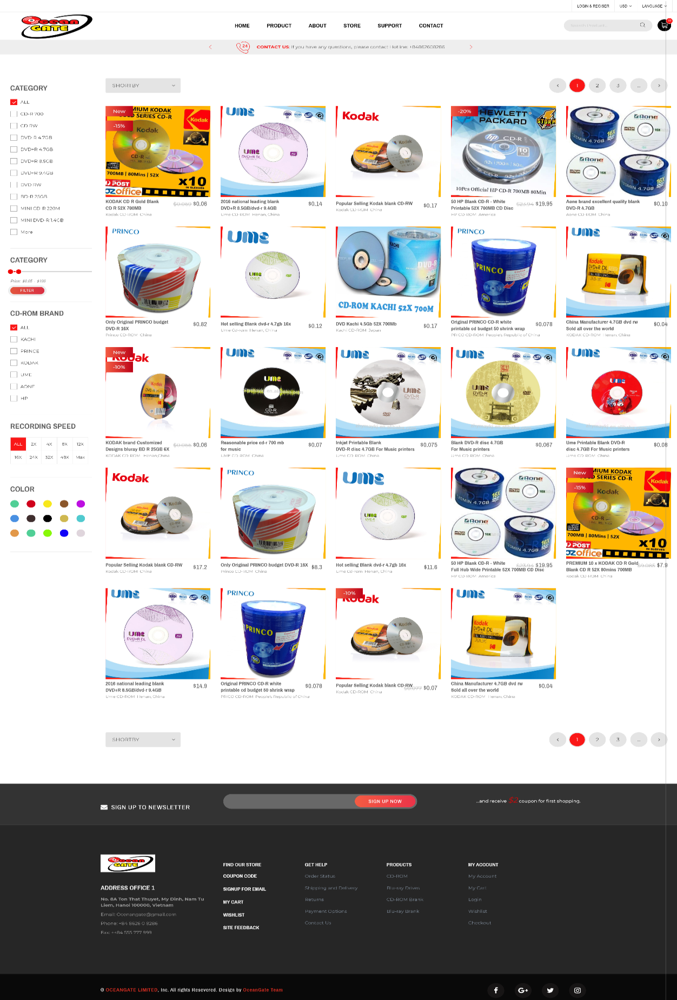 LOGIN & RECISER
USD
LANGUAGE
Ocean
GATE
HOME
PRODUCT
ABOUT
STORE
SUPPORT
CONTACT
Search Product...
24
CONTACT US: If you have any questions, please contact Hotline: +84862608286
CATEGORY
ALL
CD-R 700
CD RW
DVD-R 4.7GB
DVD+R 4.7GB
DVD+R 8.5GB
DVD+R 9.4GB
DVD RW
BD-R 25GB
MINI CD-R 220M
MINI DVD-R 1.4GB
More
CATEGORY
Price: $0.05 - $100
FILTER
CD-ROM BRAND
ALL
KACHI
PRINCE
KODAK
UME
AONE
HP
RECORDING SPEED
ALL 2X 4X 8X 12X
16X 24X 32X 48X Max
COLOR
SHORTBY
1 2 3 ...
New
-15%
KODAK CD R Gold Blank
CD R 52X 700MB
$0.069 $0.06
Kodak CD-ROM China
2016 national leading blank
DVD+R 8.5GB/dvd-r 9.4GB
$0.14
Ume CD-ROM Henan, China
Popular Selling Kodak blank CD-RW
$0.17
Kodak CD-ROM China
-20%
50 HP Blank CD-R - White
Printable 52X 700MB CD Disc
$23.94 $19.95
HP CD-ROM America
Aone brand excellent quality blank
DVD-R 4.7GB
$0.10
Aone CD-ROM China
Only Original PRINCO budget
DVD-R 16X
$0.82
Princo CD-ROM China
Hot selling Blank dvd-r 4.7gb 16x
$0.12
Ume Cd-rom Henan, China
CD-ROM KACHI 52X 700M
DVD Kachi 4.5Gb 52X 700Mb
$0.17
Kachi CD-ROM Japan
Original PRINCO CD-R white
printable cd budget 50 shrink wrap
$0.078
PRICO CD-ROM People's Republic of China
China Manufacturer 4.7GB dvd rw
Sold all over the world
$0.04
KODAK CD-ROM Henan, China
New
-10%
KODAK brand Customized
Designs bluray BD R 25GB 6X
$0.066 $0.06
KODAK CD-ROM Henan,China
Reasonable price cd-r 700 mb
for music
$0.07
UME CD-ROM China
Inkjet Printable Blank
DVD-R disc 4.7GB For Music printers
$0.075
Ume CD-ROM China
Blank DVD-R disc 4.7GB
For Music printers
$0.067
Ume CD-ROM China
Ume Printable Blank DVD-R
disc 4.7GB For Music printers
$0.08
Ume CD-ROM China
Popular Selling Kodak blank CD-RW
$17.2
Kodak CD-ROM China
Only Original PRINCO budget DVD-R 16X
$8.3
Princo CD-ROM China
Hot selling Blank dvd-r 4.7gb 16x
$11.6
Ume Cd-rom Henan, China
50 HP Blank CD-R - White
Full Hub Wide Printable 52X 700MB CD Disc
$23.94 $19.95
HP CD-ROM America
New
-15%
PREMIUM 10 x KODAK CD R Gold
Blank CD R 52X 80mins 700MB
$9.085 $7.9
Kodak CD-ROM China
2016 national leading blank
DVD+R 8.5GB/dvd-r 9.4GB
$14.9
Ume CD-ROM Henan, China
Original PRINCO CD-R white
printable cd budget 50 shrink wrap
$0.078
PRICO CD-ROM People's Republic of China
-10%
Popular Selling Kodak blank CD-RW
$0.077 $0.07
Kodak CD-ROM China
China Manufacturer 4.7GB dvd rw
Sold all over the world
$0.04
KODAK CD-ROM Henan, China
SHORTBY
1 2 3 ...
SIGN UP TO NEWSLETTER
SIGN UP NOW
...and receive $2 coupon for first shopping.
Ocean
GATE
ADDRESS OFFICE 1
No. 8A Ton That Thuyet, My Dinh, Nam Tu
Liem, Hanoi 100000, Vietnam
Email: Ocenangate@gmail.com
Phone: +84 8626 0 8286
Fax: ++84 555 777 999
FIND OUR STORE
COUPON CODE
SIGNUP FOR EMAIL
MY CART
WISHLIST
SITE FEEDBACK
GET HELP
Order Status
Shipping and Delivery
Returns
Payment Options
Contact Us
PRODUCTS
CD-ROM
Blu-ray Drives
CD-ROM Brank
Blu-ray Brank
MY ACCOUNT
My Account
My Cart
Login
Wishlist
Checkout
© OCEANGATE LIMITED, Inc. All rights Resevered. Design by OceanGate Team